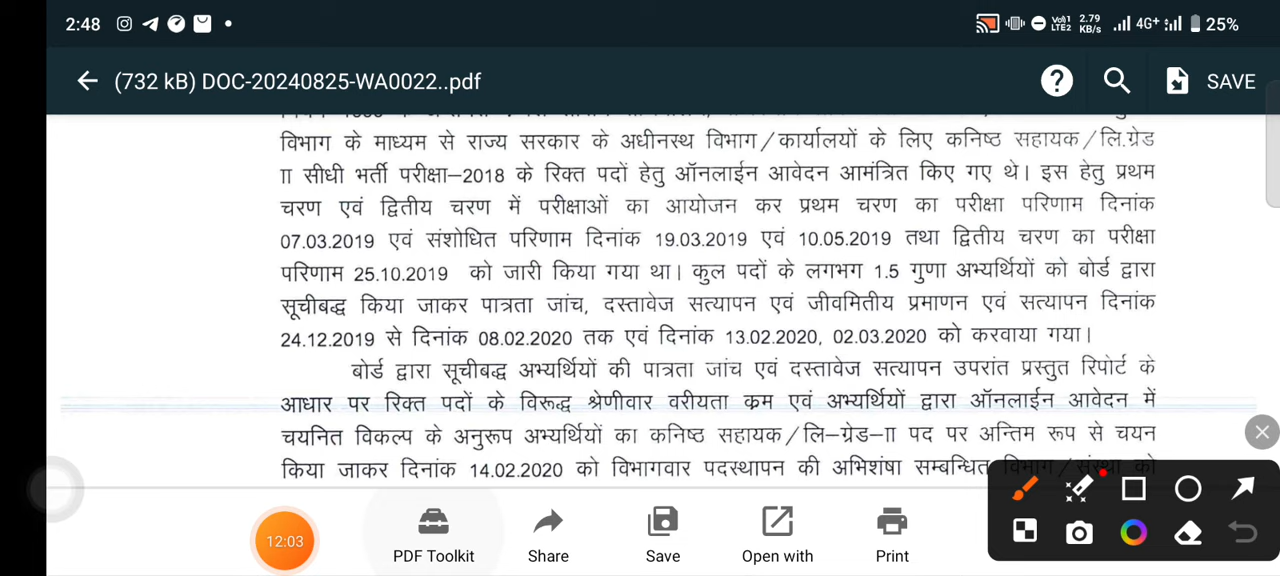 2:48
Vo))1 LTE2
2.79 KB/s
4G+
25%
(732 kB) DOC-20240825-WA0022..pdf
SAVE
विभाग के माध्यम से राज्य सरकार के अधीनस्थ विभाग/कार्यालयों के लिए कनिष्ठ सहायक/लि.ग्रेड
II सीधी भर्ती परीक्षा–2018 के रिक्त पदों हेतु ऑनलाईन आवेदन आमंत्रित किए गए थे। इस हेतु प्रथम
चरण एवं द्वितीय चरण में परीक्षाओं का आयोजन कर प्रथम चरण का परीक्षा परिणाम दिनांक
07.03.2019 एवं संशोधित परिणाम दिनांक 19.03.2019 एवं 10.05.2019 तथा द्वितीय चरण का परीक्षा
परिणाम 25.10.2019 को जारी किया गया था। कुल पदों के लगभग 1.5 गुणा अभ्यर्थियों को बोर्ड द्वारा
सूचीबद्ध किया जाकर पात्रता जांच, दस्तावेज सत्यापन एवं जीवमितीय प्रमाणन एवं सत्यापन दिनांक
24.12.2019 से दिनांक 08.02.2020 तक एवं दिनांक 13.02.2020, 02.03.2020 को करवाया गया।
बोर्ड द्वारा सूचीबद्ध अभ्यर्थियों की पात्रता जांच एवं दस्तावेज सत्यापन उपरांत प्रस्तुत रिपोर्ट के
आधार पर रिक्त पदों के विरूद्ध श्रेणीवार वरीयता क्रम एवं अभ्यर्थियों द्वारा ऑनलाईन आवेदन में
चयनित विकल्प के अनुरूप अभ्यर्थियों का कनिष्ठ सहायक/लि–ग्रेड–II पद पर अन्तिम रूप से चयन
किया जाकर दिनांक 14.02.2020 को विभागवार पदस्थापन की अभिशंषा सम्बन्धित विभाग/संस्था को
12:03
PDF Toolkit
Share
Save
Open with
Print